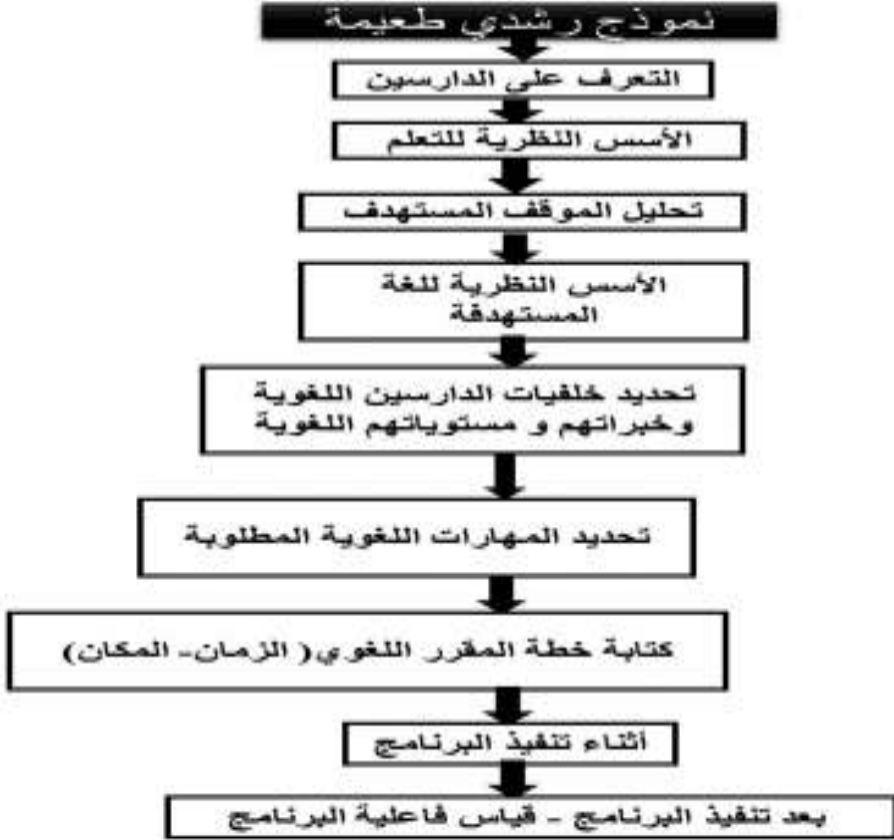 نموذج رشدي طعيمة
التعرف على الدارسين
الأسس النظرية للتعلم
تحليل الموقف المستهدف
الأسس النظرية للغة
المستهدفة
تحديد خلفيات الدارسين اللغوية
وخبراتهم و مستوياتهم اللغوية
تحديد المهارات اللغوية المطلوبة
كتابة خطة المقرر اللغوي( الزمان- المكان)
أثناء تنفيذ البرنامج
بعد تنفيذ البرنامج - قياس فاعلية البرنامج